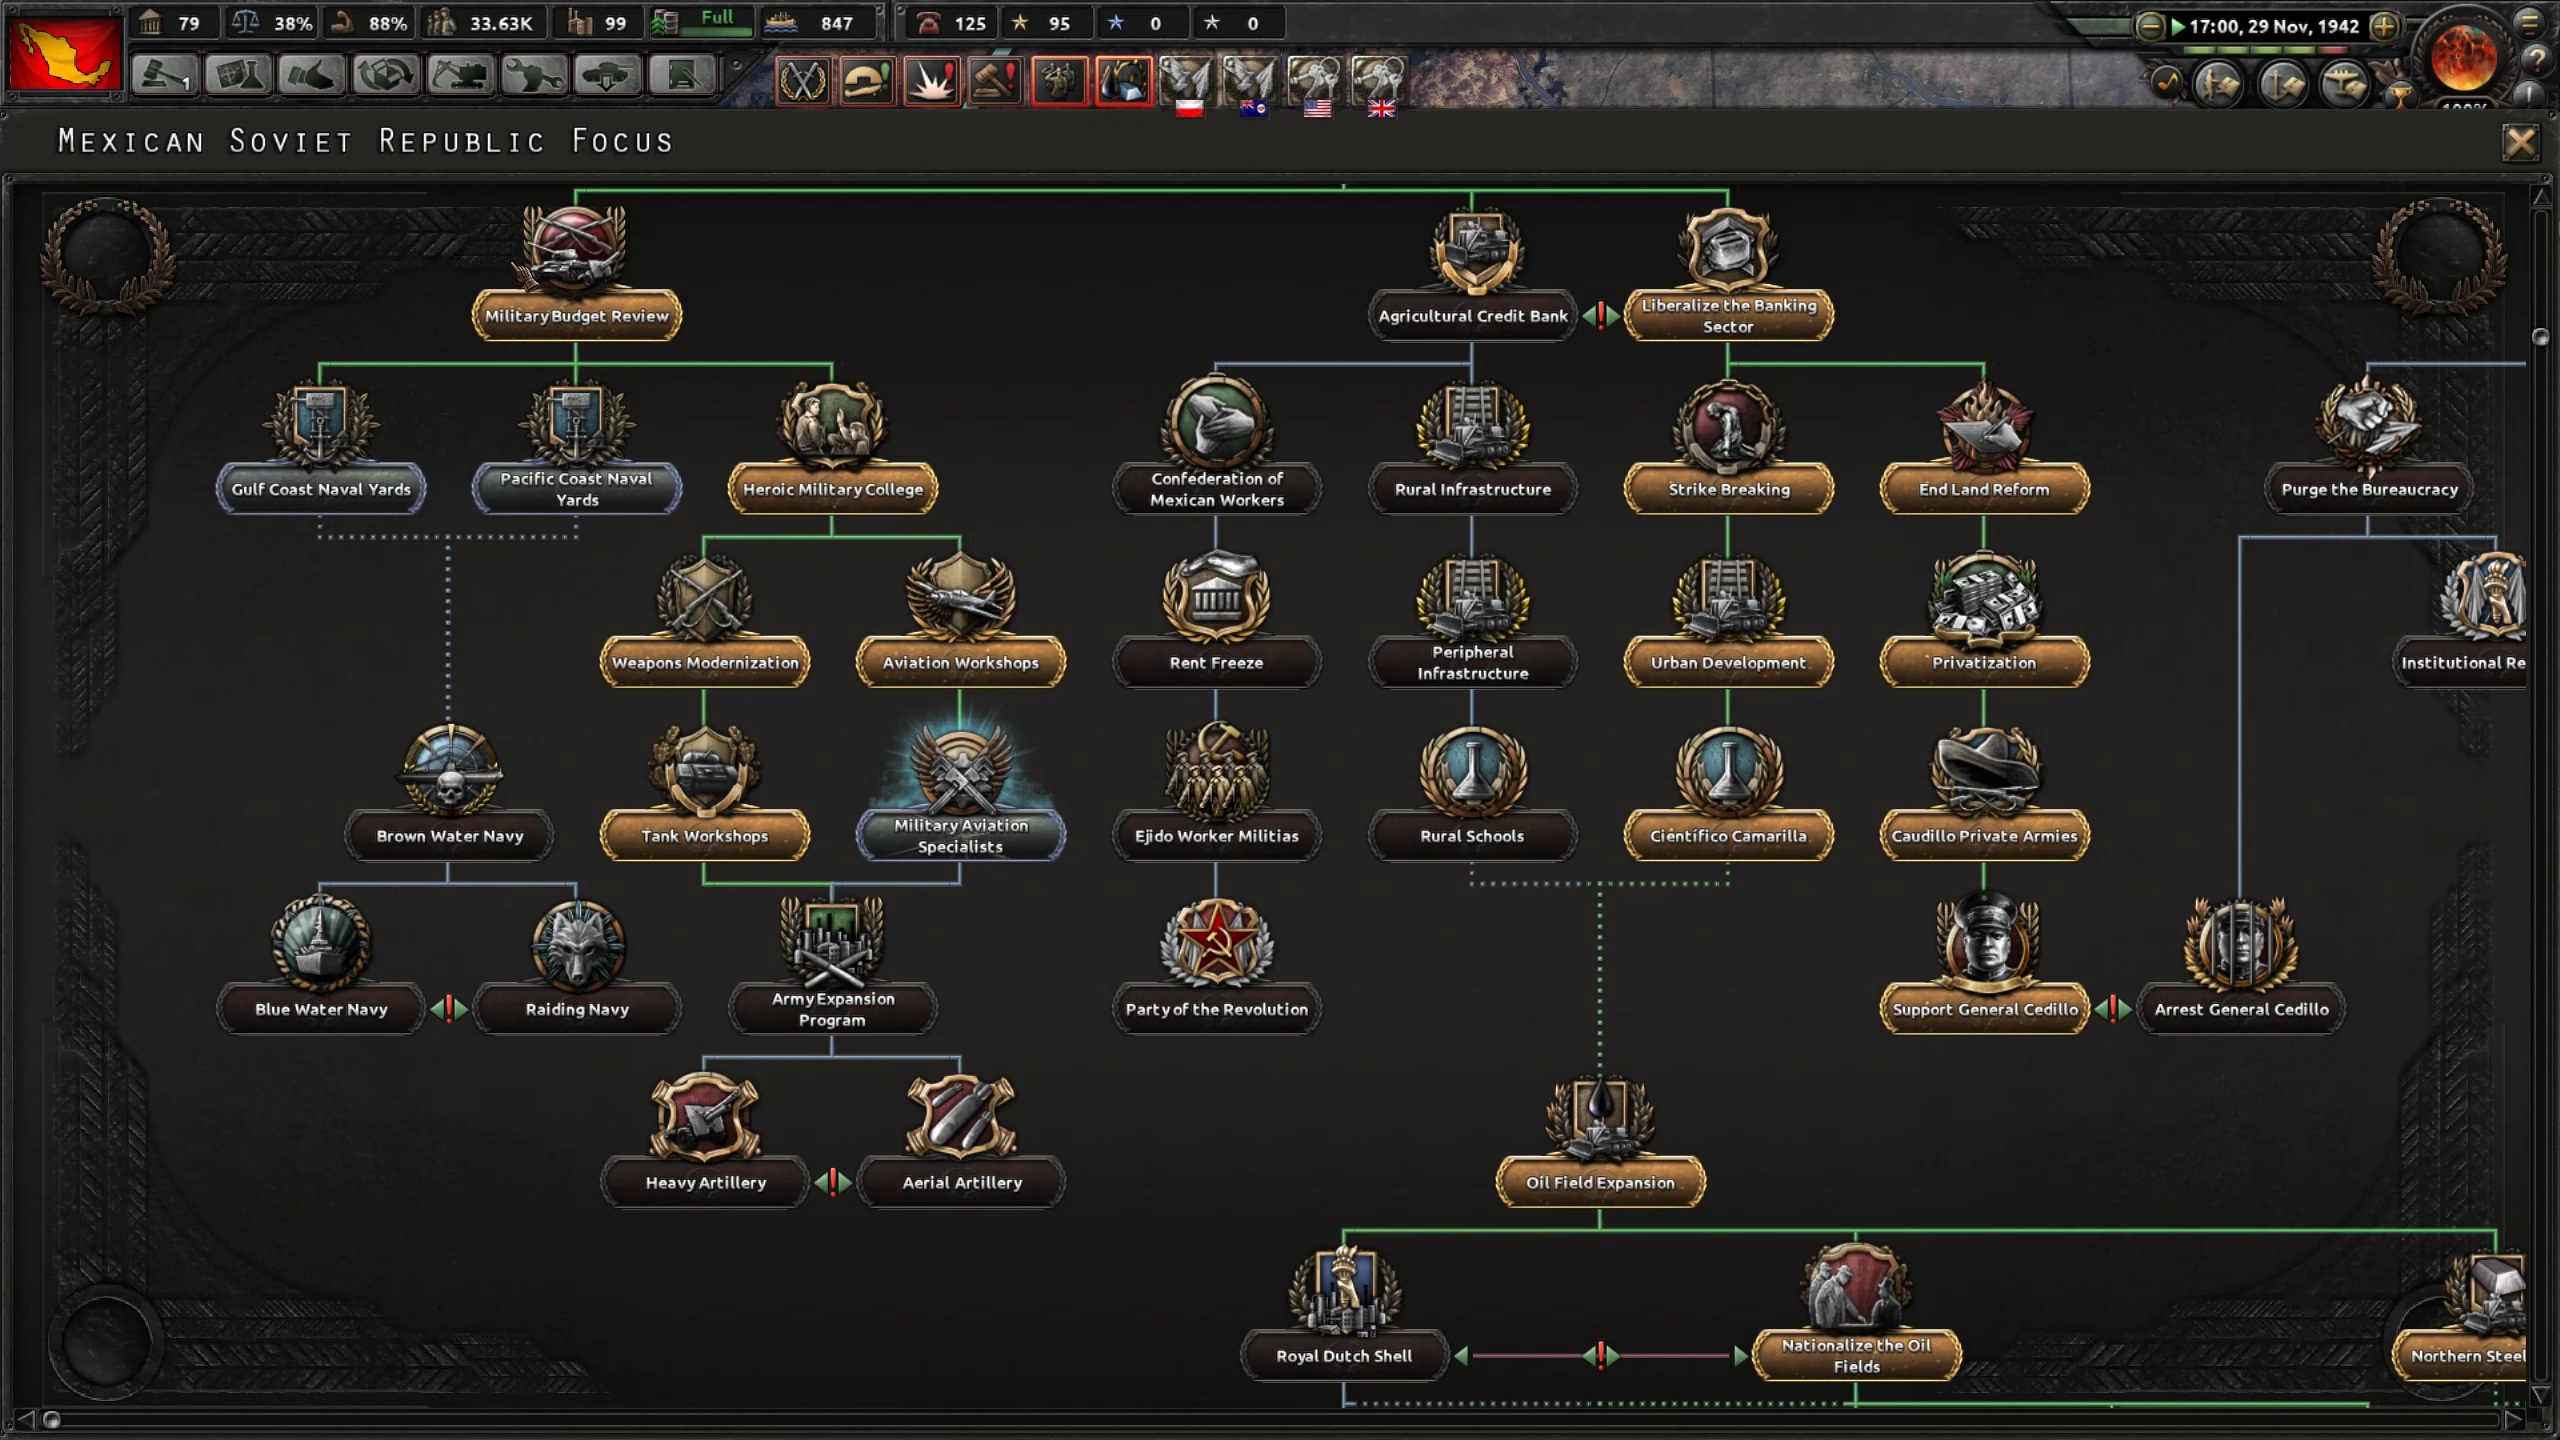 79
38%
88%
33.63K
99
Full
847
125
95
0
0
17:00, 29 Nov, 1942
1
Mexican Soviet Republic Focus
Military Budget Review
Agricultural Credit Bank
Liberalize the Banking
Sector
Gulf Coast Naval Yards
Pacific Coast Naval
Yards
Heroic Military College
Confederation of
Mexican Workers
Rural Infrastructure
Strike Breaking
End Land Reform
Purge the Bureaucracy
Weapons Modernization
Aviation Workshops
Rent Freeze
Peripheral
Infrastructure
Urban Development
Privatization
Institutional Re
Brown Water Navy
Tank Workshops
Military Aviation
Specialists
Ejido Worker Militias
Rural Schools
Científico Camarilla
Caudillo Private Armies
Blue Water Navy
Raiding Navy
Army Expansion
Program
Party of the Revolution
Support General Cedillo
Arrest General Cedillo
Heavy Artillery
Aerial Artillery
Oil Field Expansion
Royal Dutch Shell
Nationalize the Oil
Fields
Northern Steel